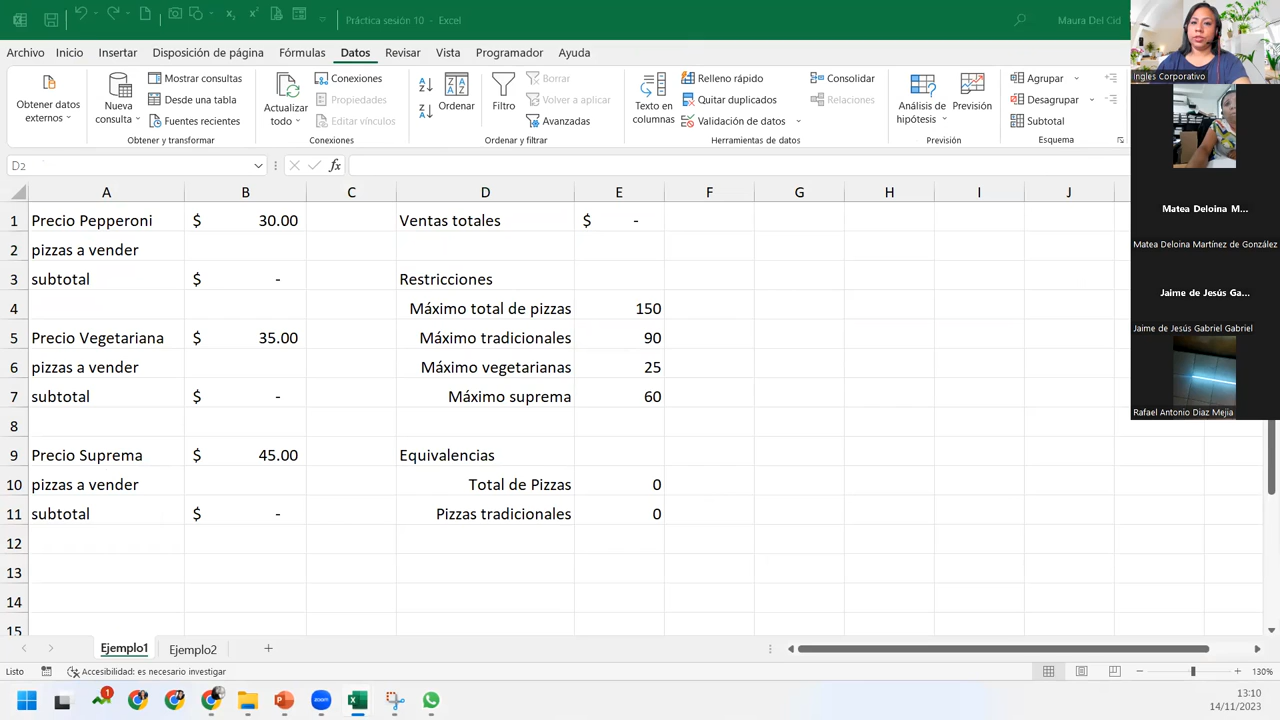 Práctica sesión 10 - Excel
Maura Del Cid
Archivo Inicio Insertar Disposición de página Fórmulas Datos Revisar Vista Programador Ayuda
Obtener datos externos
Nueva consulta
Mostrar consultas
Desde una tabla
Fuentes recientes
Obtener y transformar
Actualizar todo
Conexiones
Propiedades
Editar vínculos
Conexiones
Ordenar
Filtro
Borrar
Volver a aplicar
Avanzadas
Ordenar y filtrar
Texto en columnas
Relleno rápido
Quitar duplicados
Validación de datos
Consolidar
Relaciones
Herramientas de datos
Análisis de hipótesis
Previsión
Previsión
Agrupar
Desagrupar
Subtotal
Esquema
D2
fx
A B C D E F G H I J
1 Precio Pepperoni $ 30.00 Ventas totales $ -
2 pizzas a vender
3 subtotal $ - Restricciones
4 Máximo total de pizzas 150
5 Precio Vegetariana $ 35.00 Máximo tradicionales 90
6 pizzas a vender Máximo vegetarianas 25
7 subtotal $ - Máximo suprema 60
8
9 Precio Suprema $ 45.00 Equivalencias
10 pizzas a vender Total de Pizzas 0
11 subtotal $ - Pizzas tradicionales 0
12
13
14
15
Ejemplo1 Ejemplo2 +
Listo Accesibilidad: es necesario investigar 130%
1
zoom
13:10
14/11/2023
Ingles Corporativo
Matea Deloina M...
Matea Deloina Martínez de González
Jaime de Jesús Ga...
Jaime de Jesús Gabriel Gabriel
Rafael Antonio Diaz Mejia